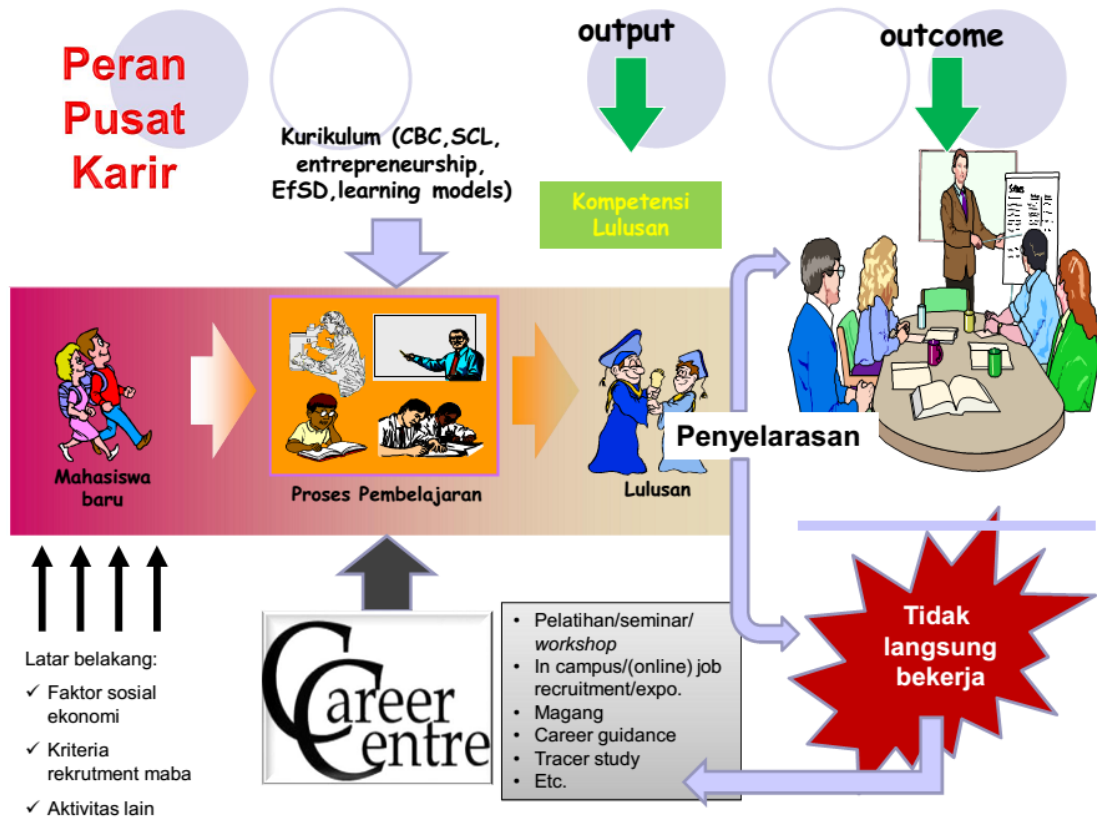 Peran
Pusat
Karir
output
outcome
Kurikulum (CBC,SCL,
entrepreneurship,
EfSD,learning models)
Kompetensi
Lulusan
Mahasiswa
baru
Proses Pembelajaran
Lulusan
Penyelarasan
Latar belakang:
✓ Faktor sosial
ekonomi
✓ Kriteria
rekrutment maba
✓ Aktivitas lain
Career
Centre
• Pelatihan/seminar/
workshop
• In campus/(online) job
recruitment/expo.
• Magang
• Career guidance
• Tracer study
• Etc.
Tidak
langsung
bekerja